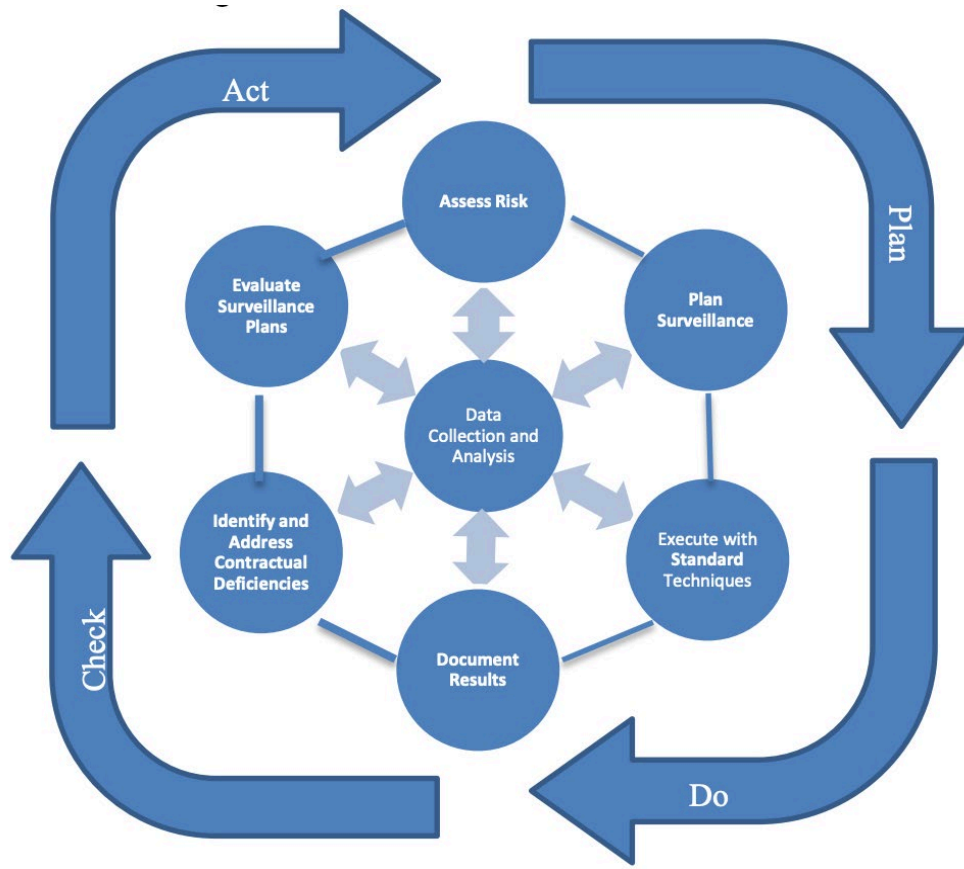 Act
Plan
Assess Risk
Evaluate
Surveillance
Plans
Plan
Surveillance
Data
Collection and
Analysis
Identify and
Address
Contractual
Deficiencies
Execute with
Standard
Techniques
Document
Results
Check
Do